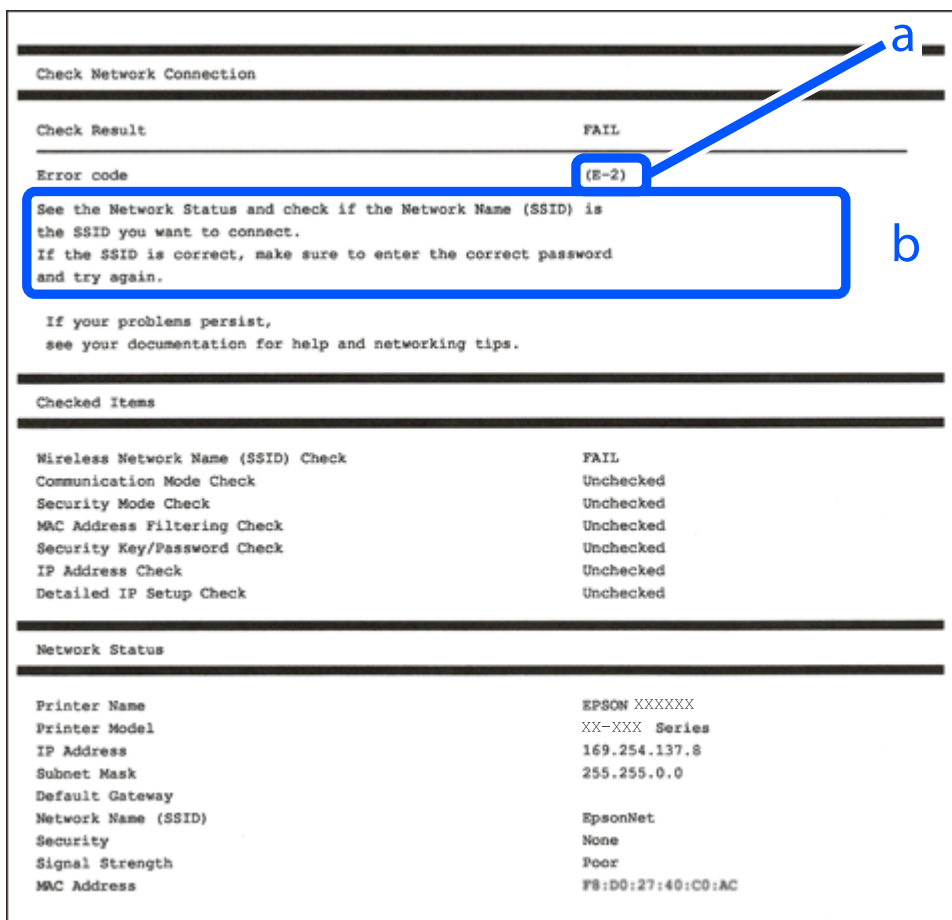 a
Check Network Connection
Check Result FAIL
Error code (E-2)
See the Network Status and check if the Network Name (SSID) is
the SSID you want to connect.
If the SSID is correct, make sure to enter the correct password
and try again.
b
If your problems persist,
see your documentation for help and networking tips.
Checked Items
Wireless Network Name (SSID) Check FAIL
Communication Mode Check Unchecked
Security Mode Check Unchecked
MAC Address Filtering Check Unchecked
Security Key/Password Check Unchecked
IP Address Check Unchecked
Detailed IP Setup Check Unchecked
Network Status
Printer Name EPSON XXXXXX
Printer Model XX-XXX Series
IP Address 169.254.137.8
Subnet Mask 255.255.0.0
Default Gateway
Network Name (SSID) EpsonNet
Security None
Signal Strength Poor
MAC Address F8:D0:27:40:C0:AC